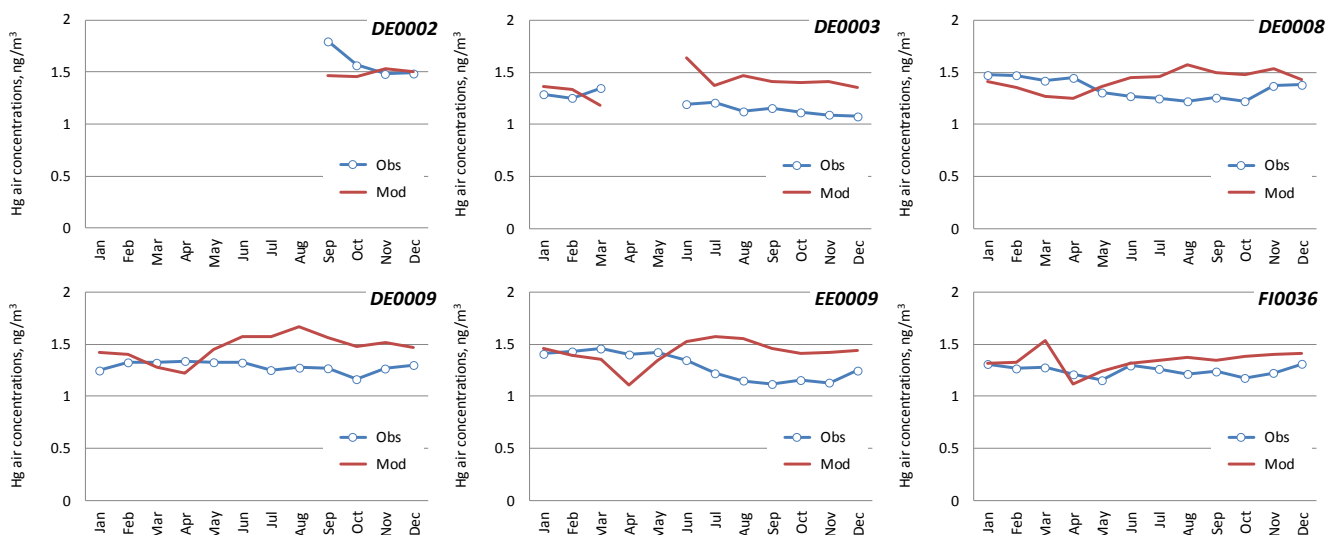 DE0002
Hg air concentrations, ng/m³
2
1.5
1
0.5
0
Obs
Mod
Jan Feb Mar Apr May Jun Jul Aug Sep Oct Nov Dec
DE0003
Hg air concentrations, ng/m³
2
1.5
1
0.5
0
Obs
Mod
Jan Feb Mar Apr May Jun Jul Aug Sep Oct Nov Dec
DE0008
Hg air concentrations, ng/m³
2
1.5
1
0.5
0
Obs
Mod
Jan Feb Mar Apr May Jun Jul Aug Sep Oct Nov Dec
DE0009
Hg air concentrations, ng/m³
2
1.5
1
0.5
0
Obs
Mod
Jan Feb Mar Apr May Jun Jul Aug Sep Oct Nov Dec
EE0009
Hg air concentrations, ng/m³
2
1.5
1
0.5
0
Obs
Mod
Jan Feb Mar Apr May Jun Jul Aug Sep Oct Nov Dec
FI0036
Hg air concentrations, ng/m³
2
1.5
1
0.5
0
Obs
Mod
Jan Feb Mar Apr May Jun Jul Aug Sep Oct Nov Dec